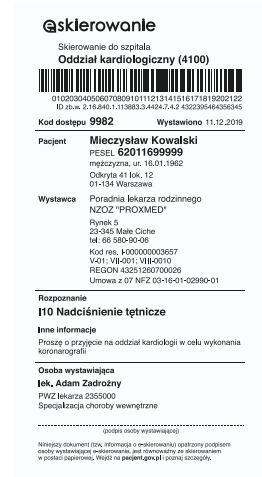 e-skierowanie
Skierowanie do szpitala
Oddział kardiologiczny (4100)
0102030405060708091011121314151617181920212​2
ID zb.w. 2.16.840.1.113883.3.4424.7.4.2 4322395464356345
Kod dostępu 9982 Wystawiono 11.12.2019
Pacjent Mieczysław Kowalski
PESEL 62011699999
mężczyzna, ur. 16.01.1962
Odkryta 41 lok. 12
01-134 Warszawa
Wystawca Poradnia lekarza rodzinnego
NZOZ "PROXMED"
Rynek 5
23-345 Małe Ciche
tel: 66 580-90-06
Kod res. I-000000003657
V-01; VII-001; VIII-0010
REGON 43251260700026
Umowa z 07 NFZ 03-16-01-02990-01
Rozpoznanie
I10 Nadciśnienie tętnicze
Inne informacje
Proszę o przyjęcie na oddział kardiologii w celu wykonania
koronarografii
Osoba wystawiająca
lek. Adam Zadrożny
PWZ lekarza 2355000
Specjalizacja choroby wewnętrzne
(podpis osoby wystawiającej)
Niniejszy dokument (tzw. informacja o e-skierowaniu) opatrzony podpisem
osoby wystawiającej e-skierowanie, jest równoważny ze skierowaniem
w postaci papierowej. Wejdź na pacjent.gov.pl i poznaj szczegóły.